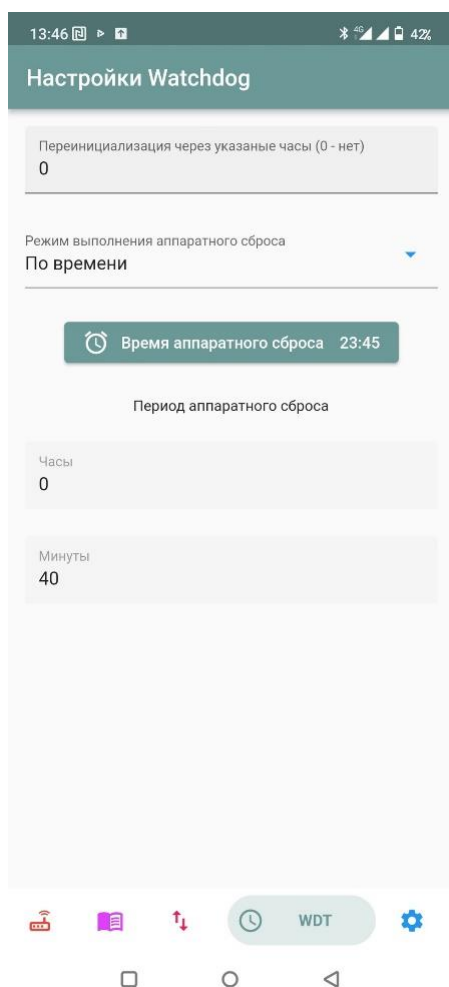 13:46 42%
Настройки Watchdog
Переинициализация через указаные часы (0 - нет)
0
Режим выполнения аппаратного сброса
По времени
Время аппаратного сброса 23:45
Период аппаратного сброса
Часы
0
Минуты
40
WDT